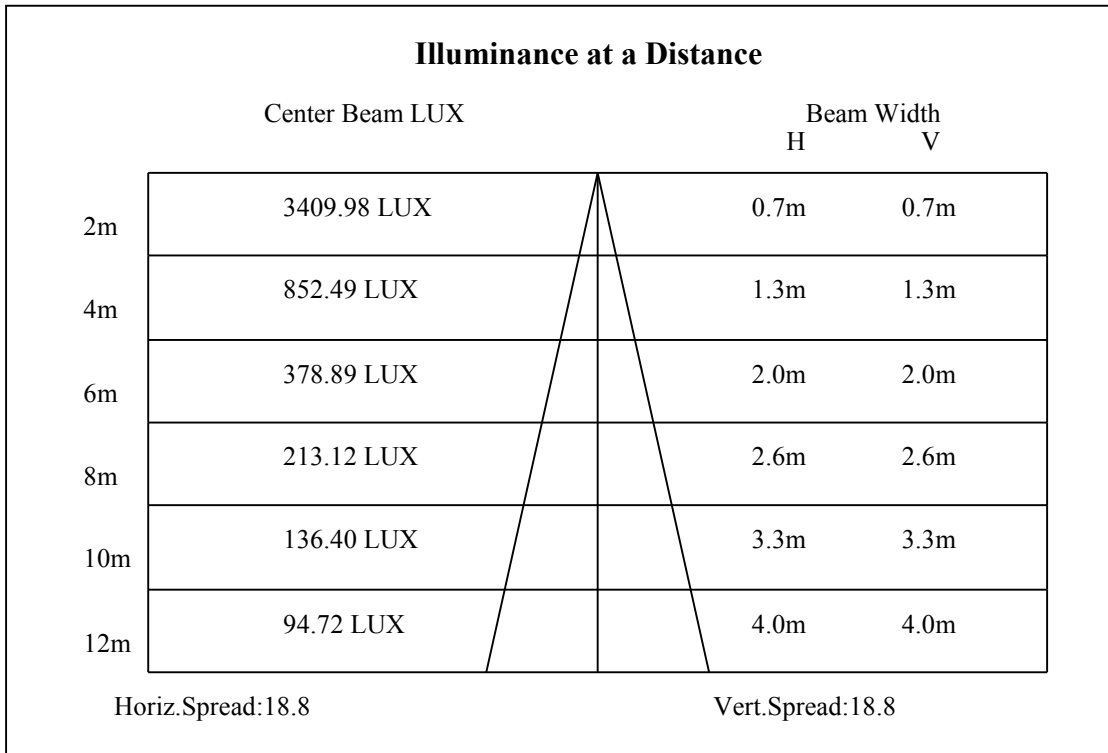 Illuminance at a Distance
Center Beam LUX Beam Width
H V
2m 3409.98 LUX 0.7m 0.7m
4m 852.49 LUX 1.3m 1.3m
6m 378.89 LUX 2.0m 2.0m
8m 213.12 LUX 2.6m 2.6m
10m 136.40 LUX 3.3m 3.3m
12m 94.72 LUX 4.0m 4.0m
Horiz.Spread:18.8 Vert.Spread:18.8